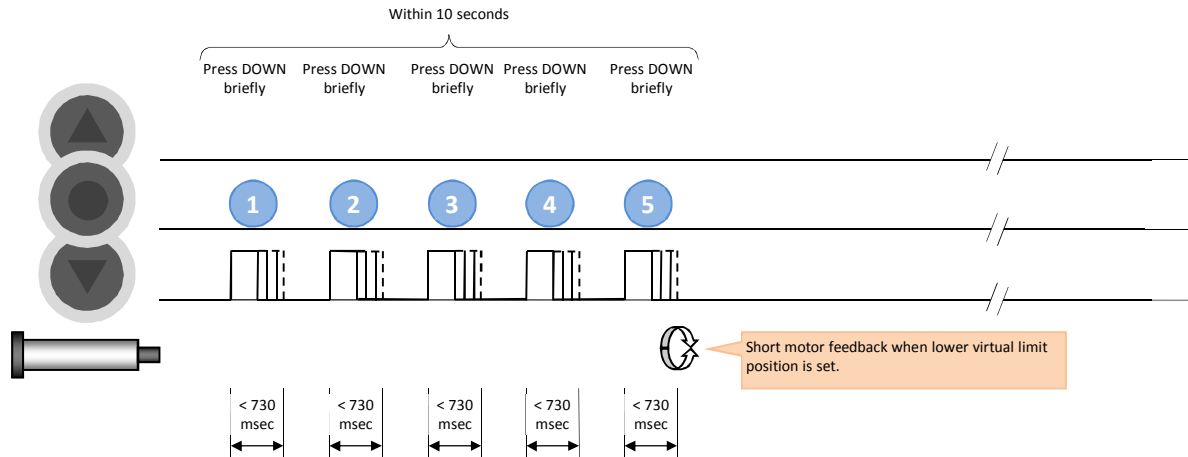 Within 10 seconds
Press DOWN briefly
Press DOWN briefly
Press DOWN briefly
Press DOWN briefly
Press DOWN briefly
1 2 3 4 5
Short motor feedback when lower virtual limit
position is set.
< 730 msec
< 730 msec
< 730 msec
< 730 msec
< 730 msec